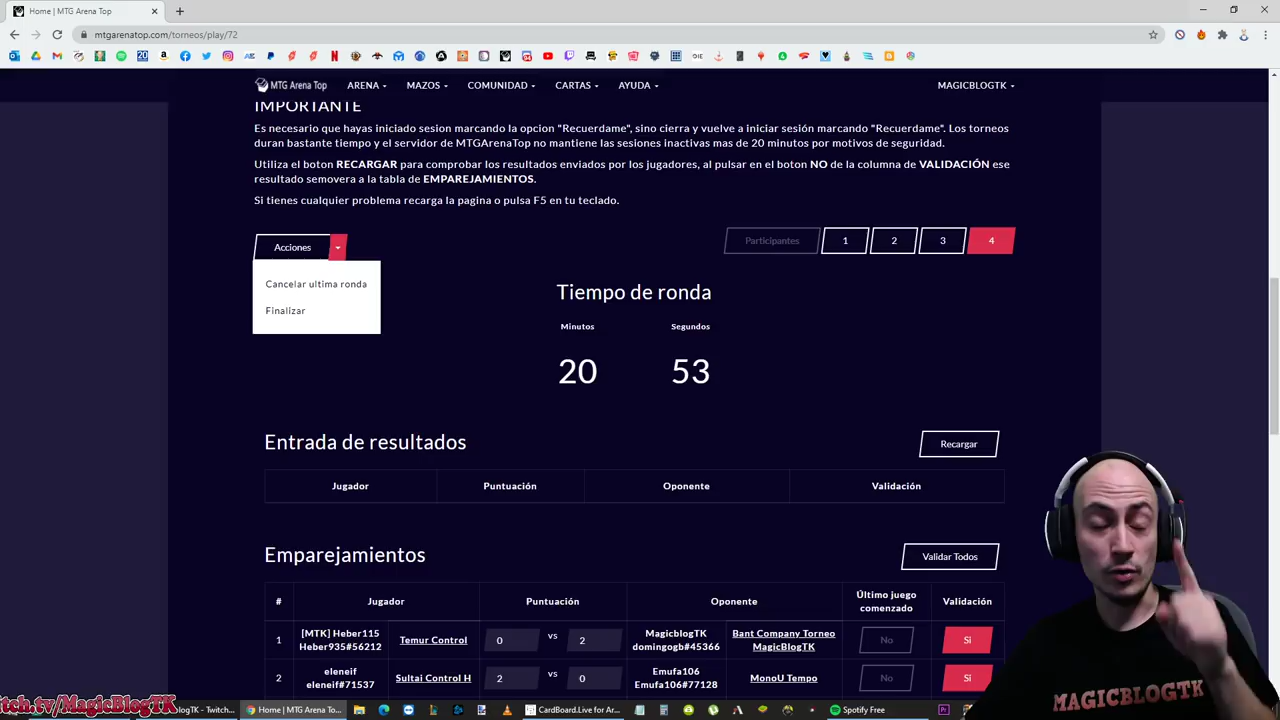 Home | MTG Arena Top
mtgarenatop.com/torneos/play/72
MTG Arena Top
ARENA
MAZOS
COMUNIDAD
CARTAS
AYUDA
MAGICBLOGTK
IMPORTANTE
Es necesario que hayas iniciado sesion marcando la opcion "Recuerdame", sino cierra y vuelve a iniciar sesión marcando "Recuerdame". Los torneos
duran bastante tiempo y el servidor de MTGArenaTop no mantiene las sesiones inactivas mas de 20 minutos por motivos de seguridad.
Utiliza el boton RECARGAR para comprobar los resultados enviados por los jugadores, al pulsar en el boton NO de la columna de VALIDACIÓN ese
resultado semovera a la tabla de EMPAREJAMIENTOS.
Si tienes cualquier problema recarga la pagina o pulsa F5 en tu teclado.
Acciones
Participantes 1 2 3 4
Cancelar ultima ronda
Finalizar
Tiempo de ronda
Minutos Segundos
20 53
Entrada de resultados
Recargar
Jugador Puntuación Oponente Validación
Emparejamientos
Validar Todos
# Jugador Puntuación Oponente Último juego comenzado Validación
1 [MTK] Heber115 Heber935#56212 Temur Control 0 vs 2 MagicblogTK domingogb#45366 Bant Company Torneo MagicBlogTK No Si
2 eleneif eleneif#71537 Sultai Control H 2 vs 0 Emufa106 Emufa106#77128 MonoU Tempo No Si
MAGICBLOGTK
tch.tv/MagicBlogTK
blogTK - Twitch...
Home | MTG Arena To...
CardBoard.Live for Ar...
Spotify Free